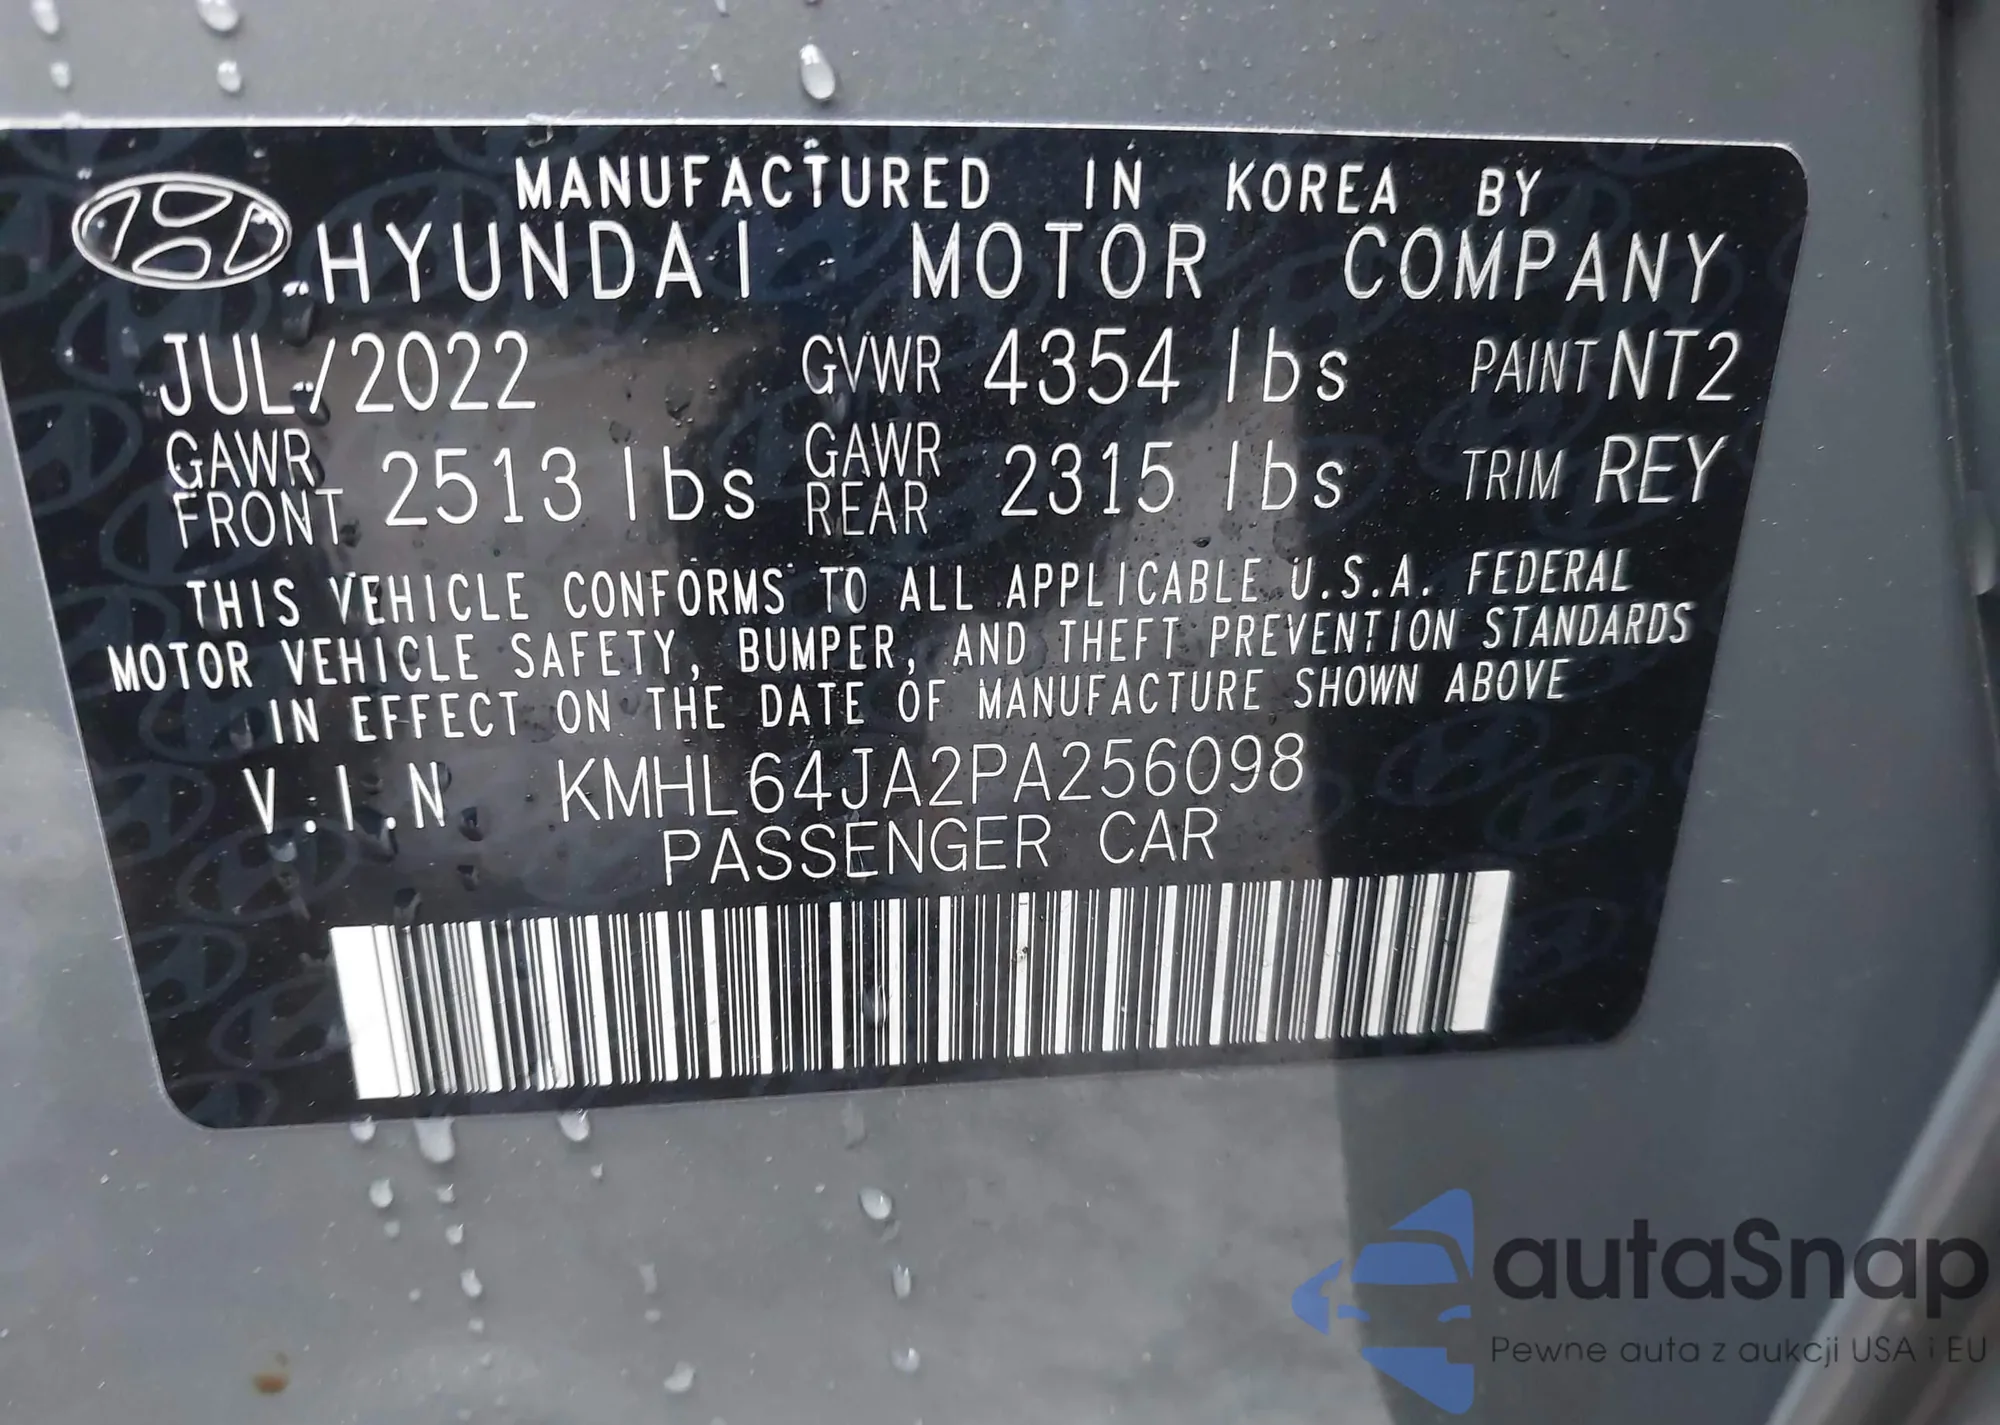 MANUFACTURED IN KOREA BY
HYUNDAI MOTOR COMPANY
JUL/2022 GVWR 4354 lbs PAINT NT2
GAWR FRONT 2513 lbs GAWR REAR 2315 lbs TRIM REY
THIS VEHICLE CONFORMS TO ALL APPLICABLE U.S.A. FEDERAL
MOTOR VEHICLE SAFETY, BUMPER, AND THEFT PREVENTION STANDARDS
IN EFFECT ON THE DATE OF MANUFACTURE SHOWN ABOVE
V.I.N KMHL64JA2PA256098
PASSENGER CAR
autaSnap
Pewne auta z aukcji USA i EU